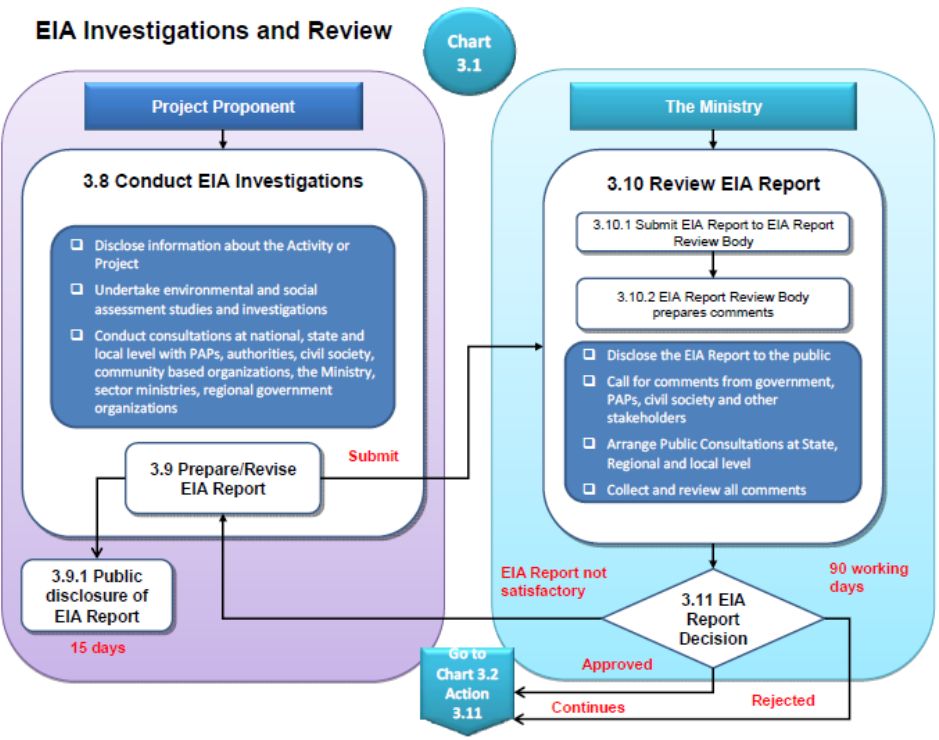 EIA Investigations and Review
Chart
3.1
Project Proponent
3.8 Conduct EIA Investigations
Disclose information about the Activity or
Project
Undertake environmental and social
assessment studies and investigations
Conduct consultations at national, state and
local level with PAPs, authorities, civil society,
community based organizations, the Ministry,
sector ministries, regional government
organizations
3.9 Prepare/Revise
EIA Report
Submit
3.9.1 Public
disclosure of
EIA Report
15 days
The Ministry
3.10 Review EIA Report
3.10.1 Submit EIA Report to EIA Report
Review Body
3.10.2 EIA Report Review Body
prepares comments
Disclose the EIA Report to the public
Call for comments from government,
PAPs, civil society and other
stakeholders
Arrange Public Consultations at State,
Regional and local level
Collect and review all comments
EIA Report not
satisfactory
90 working
days
3.11 EIA
Report
Decision
Approved
Continues
Rejected
Go to
Chart 3.2
Action
3.11